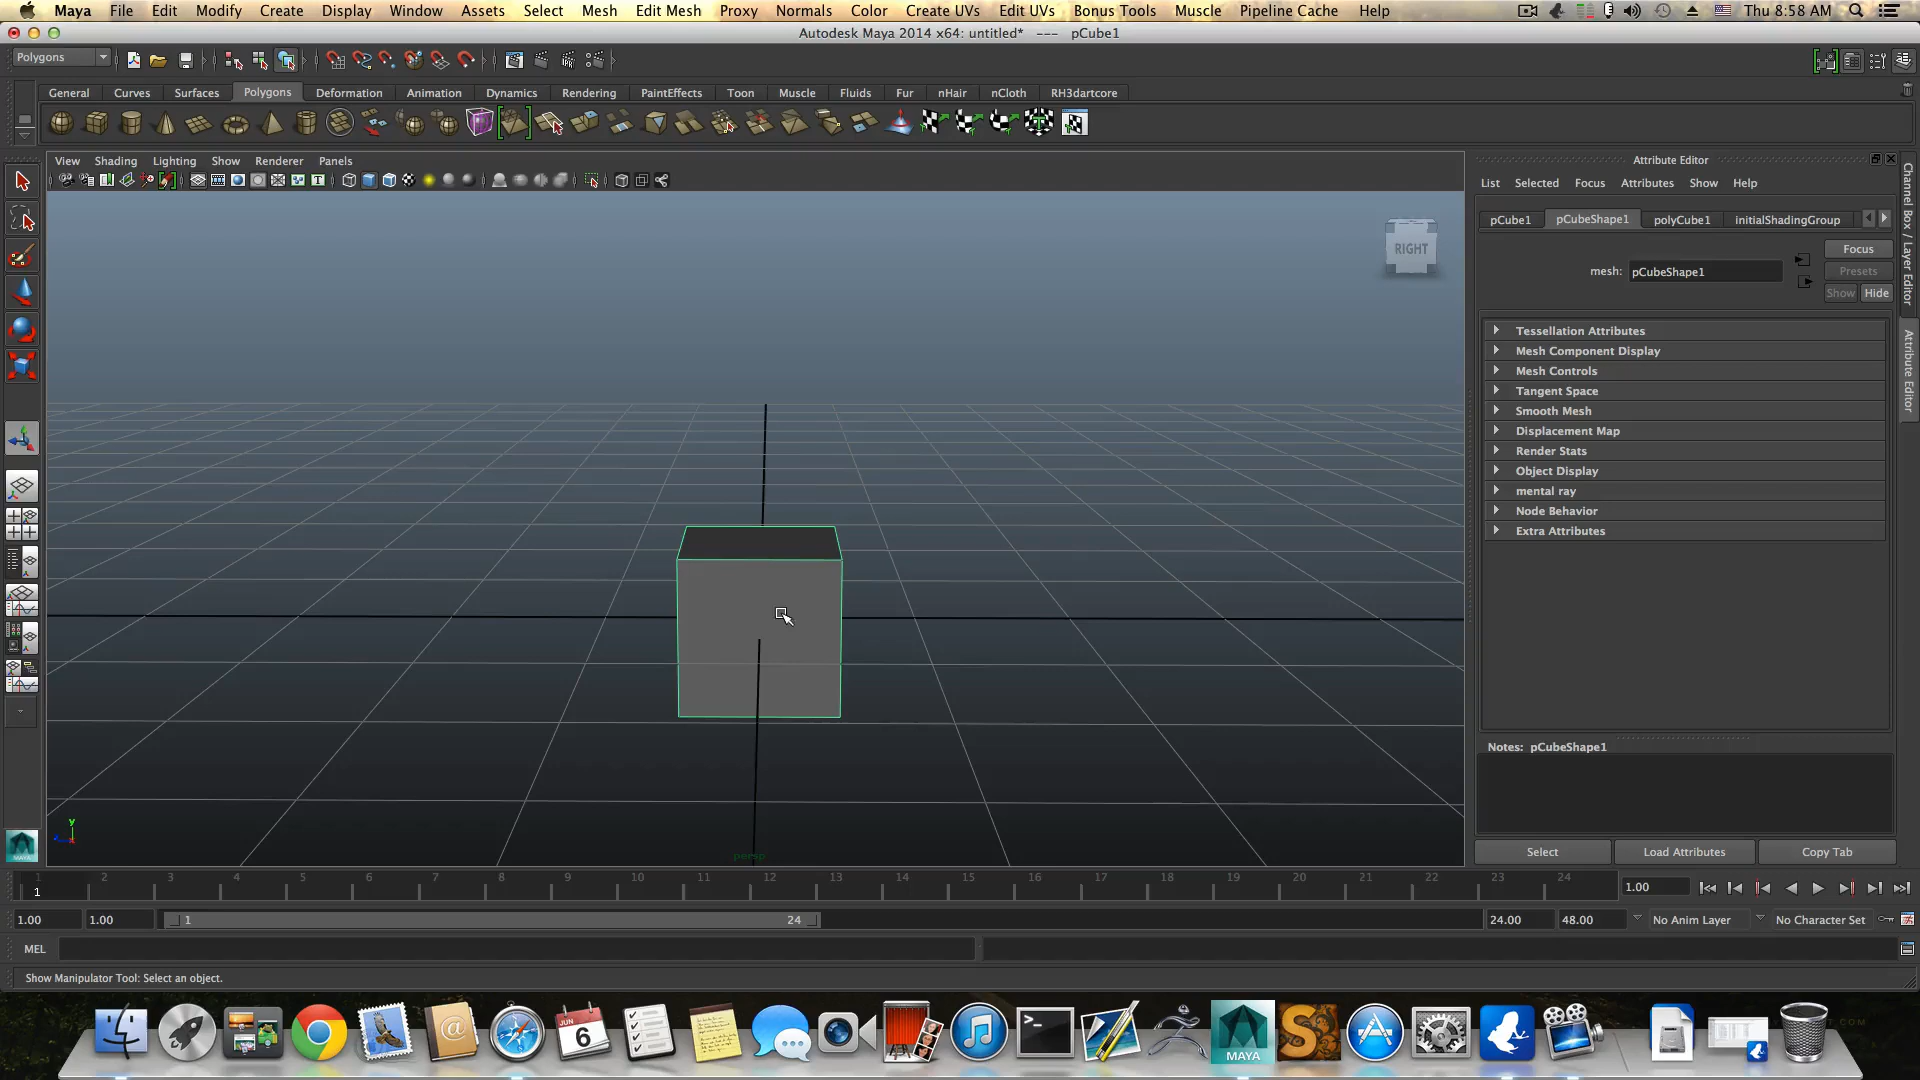 Maya File Edit Modify Create Display Window Assets Select Mesh Edit Mesh Proxy Normals Color Create UVs Edit UVs Bonus Tools Muscle Pipeline Cache Help Thu 8:58 AM
Autodesk Maya 2014 x64: untitled* --- pCube1
Polygons
General Curves Surfaces Polygons Deformation Animation Dynamics Rendering PaintEffects Toon Muscle Fluids Fur nHair nCloth RH3dartcore
View Shading Lighting Show Renderer Panels
RIGHT
persp
y
Attribute Editor
List Selected Focus Attributes Show Help
pCube1 pCubeShape1 polyCube1 initialShadingGroup
Focus
mesh: pCubeShape1 Presets
Show Hide
Tessellation Attributes
Mesh Component Display
Mesh Controls
Tangent Space
Smooth Mesh
Displacement Map
Render Stats
Object Display
mental ray
Node Behavior
Extra Attributes
Notes: pCubeShape1
Select Load Attributes Copy Tab
Channel Box / Layer Editor
Attribute Editor
1 2 3 4 5 6 7 8 9 10 11 12 13 14 15 16 17 18 19 20 21 22 23 24
1 1.00
1.00 1.00 1 24 24.00 48.00 No Anim Layer No Character Set
MEL
Show Manipulator Tool: Select an object.
JUN
6
MAYA
MAYA